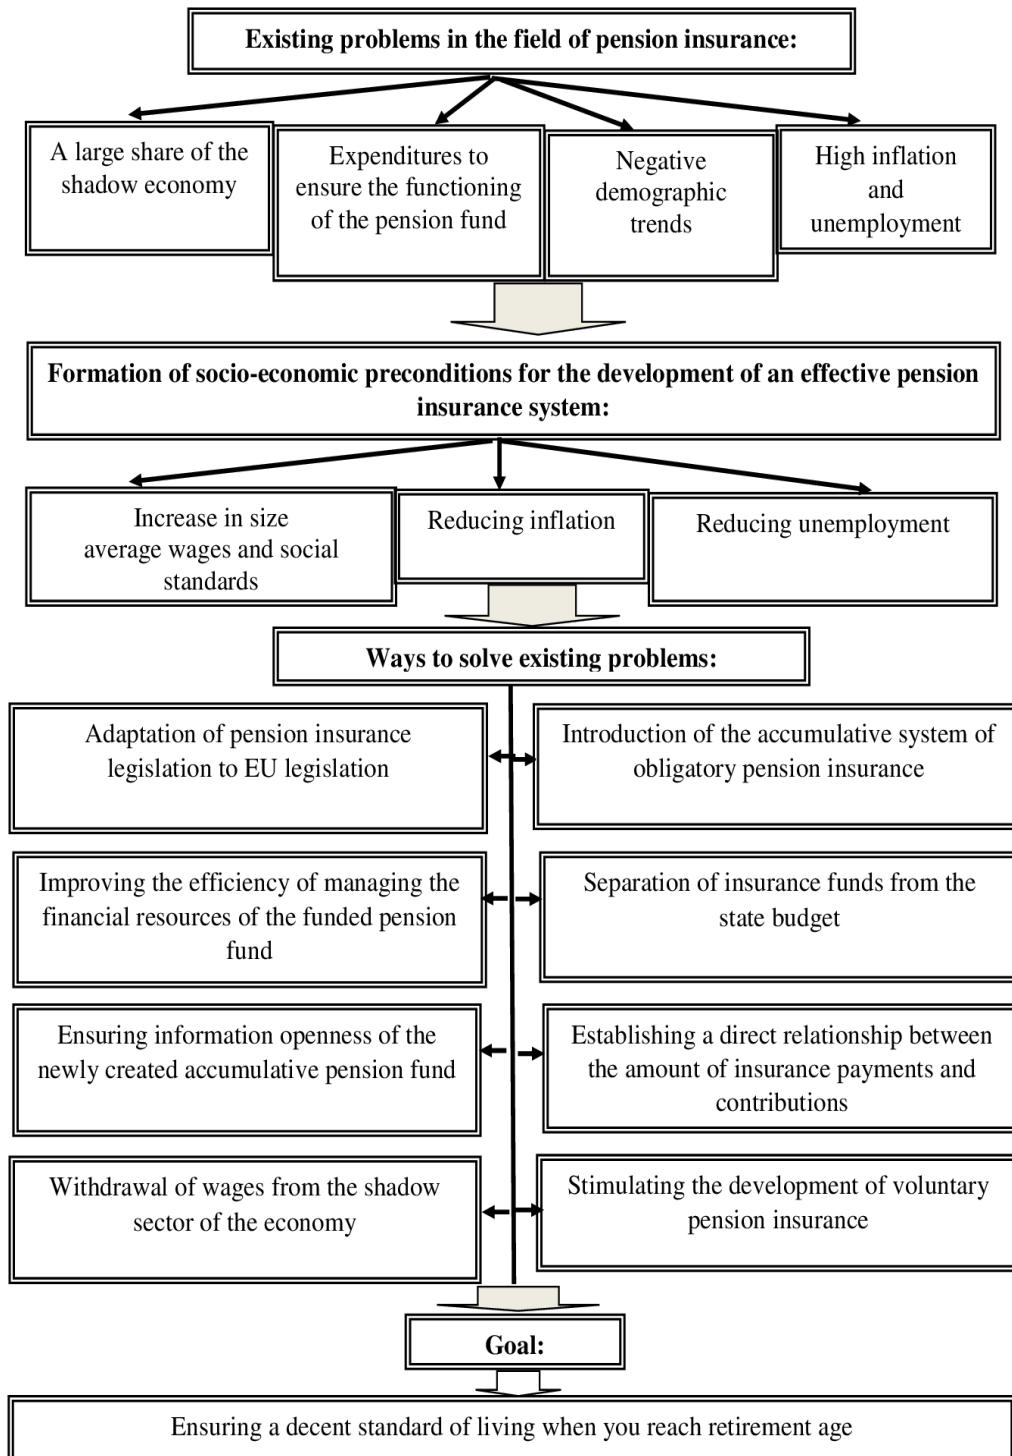 Existing problems in the field of pension insurance:
A large share of the
shadow economy
Expenditures to
ensure the functioning
of the pension fund
Negative
demographic
trends
High inflation
and
unemployment
Formation of socio-economic preconditions for the development of an effective pension
insurance system:
Increase in size
average wages and social
standards
Reducing inflation
Reducing unemployment
Ways to solve existing problems:
Adaptation of pension insurance
legislation to EU legislation
Introduction of the accumulative system of
obligatory pension insurance
Improving the efficiency of managing the
financial resources of the funded pension
fund
Separation of insurance funds from the
state budget
Ensuring information openness of the
newly created accumulative pension fund
Establishing a direct relationship between
the amount of insurance payments and
contributions
Withdrawal of wages from the shadow
sector of the economy
Stimulating the development of voluntary
pension insurance
Goal:
Ensuring a decent standard of living when you reach retirement age